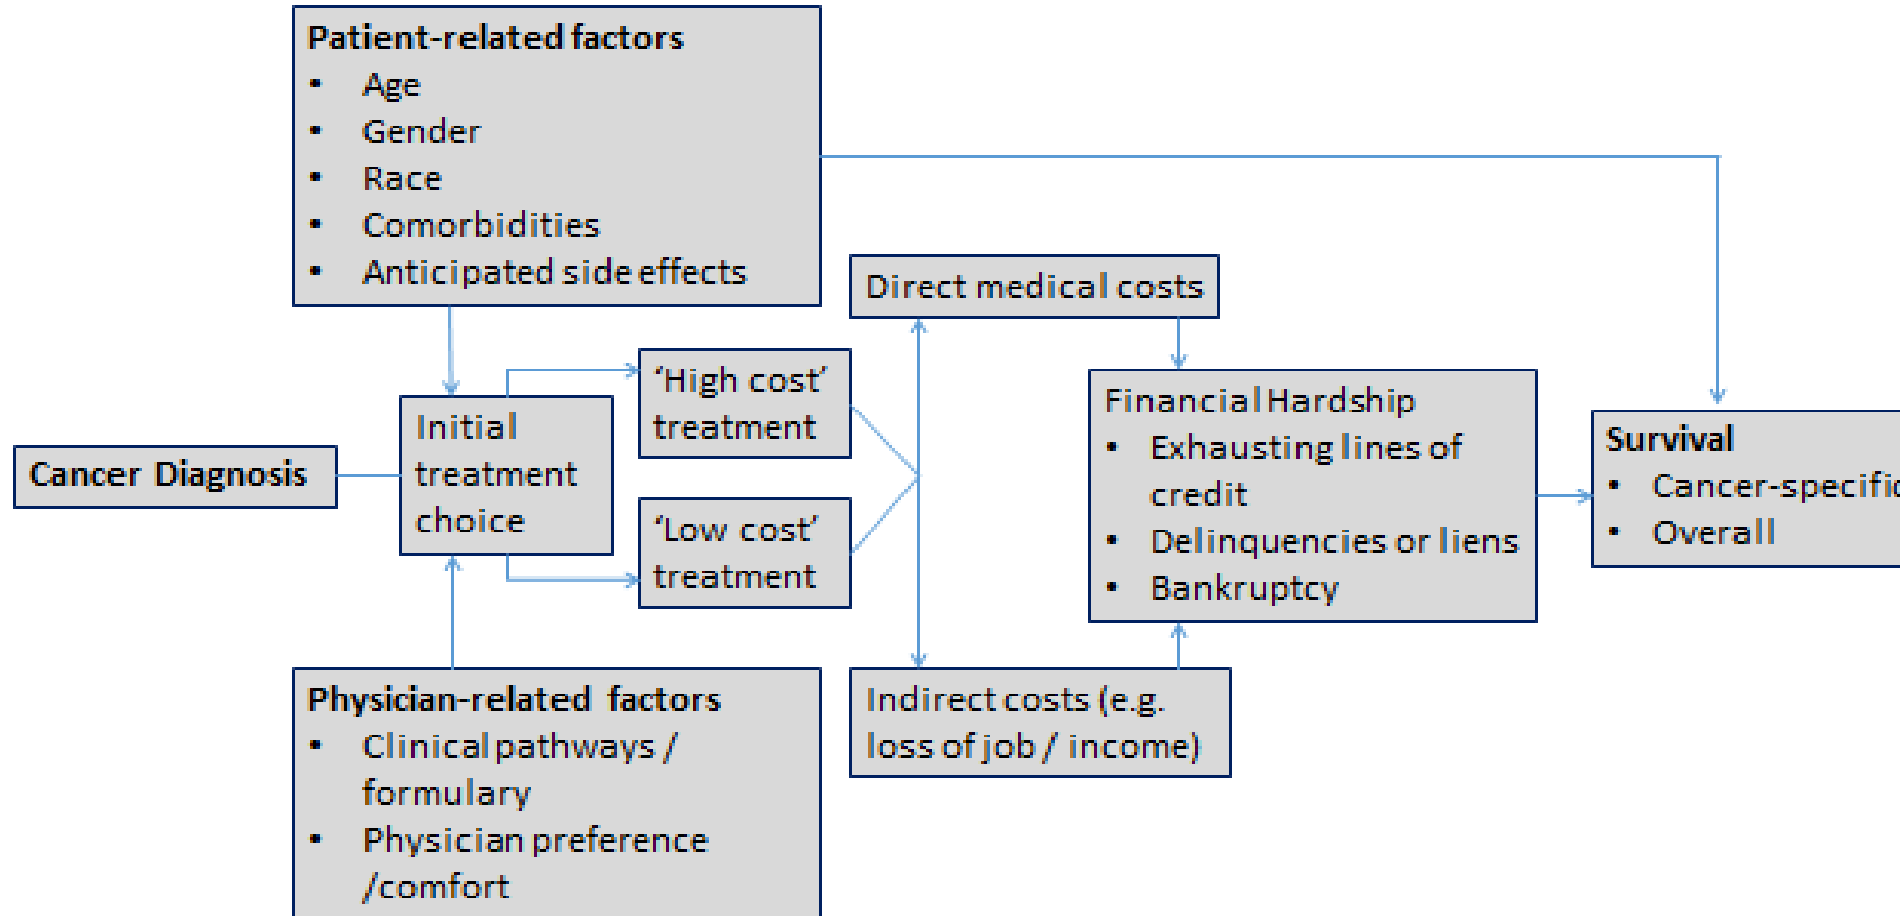 Patient-related factors
• Age
• Gender
• Race
• Comorbidities
• Anticipated side effects
Direct medical costs
‘High cost’
treatment
Initial
treatment
choice
Cancer Diagnosis
‘Low cost’
treatment
Financial Hardship
• Exhausting lines of
credit
• Delinquencies or liens
• Bankruptcy
Survival
• Cancer-specific
• Overall
Physician-related factors
• Clinical pathways /
formulary
• Physician preference
/comfort
Indirect costs (e.g.
loss of job / income)